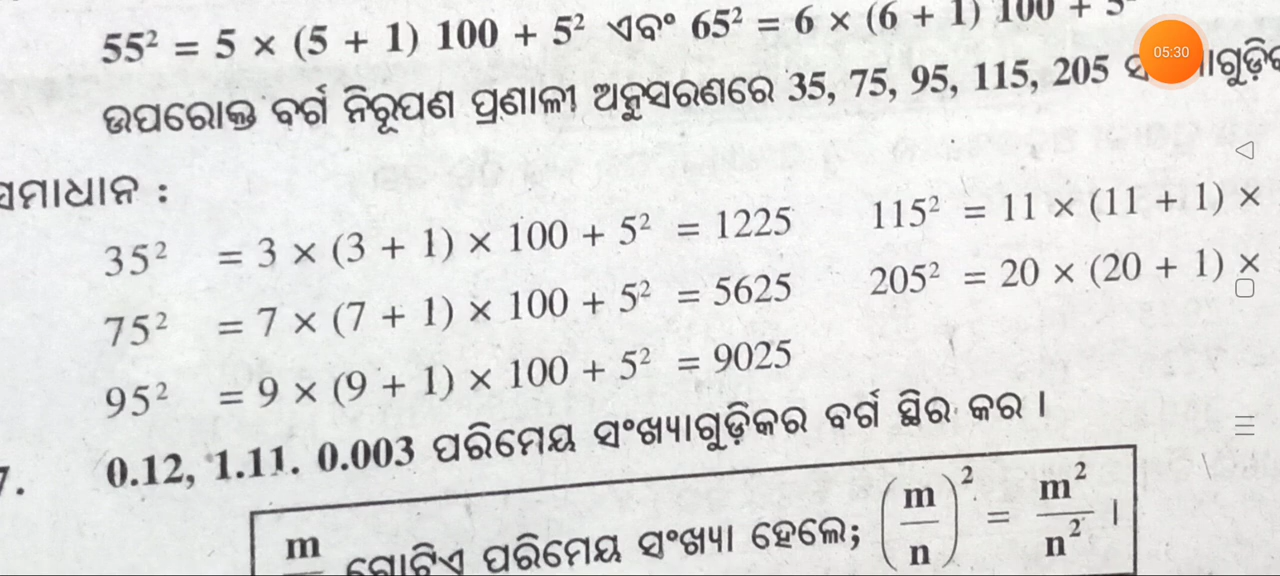 55² = 5 × (5 + 1) 100 + 5² ଏବଂ 65² = 6 × (6 + 1) 100 +
05:30
ଉପରୋକ୍ତ ବର୍ଗ ନିରୂପଣ ପ୍ରଣାଳୀ ଅନୁସରଣରେ 35, 75, 95, 115, 205
ସମାଧାନ :
35² = 3 × (3 + 1) × 100 + 5² = 1225 115² = 11 × (11 + 1) ×
75² = 7 × (7 + 1) × 100 + 5² = 5625 205² = 20 × (20 + 1) ×
95² = 9 × (9 + 1) × 100 + 5² = 9025
7. 0.12, 1.11. 0.003 ପରିମେୟ ସଂଖ୍ୟାଗୁଡ଼ିକର ବର୍ଗ ସ୍ଥିର କର ।
m ଗୋଟିଏ ପରିମେୟ ସଂଖ୍ୟା ହେଲେ; (m/n)² = m²/n² ।